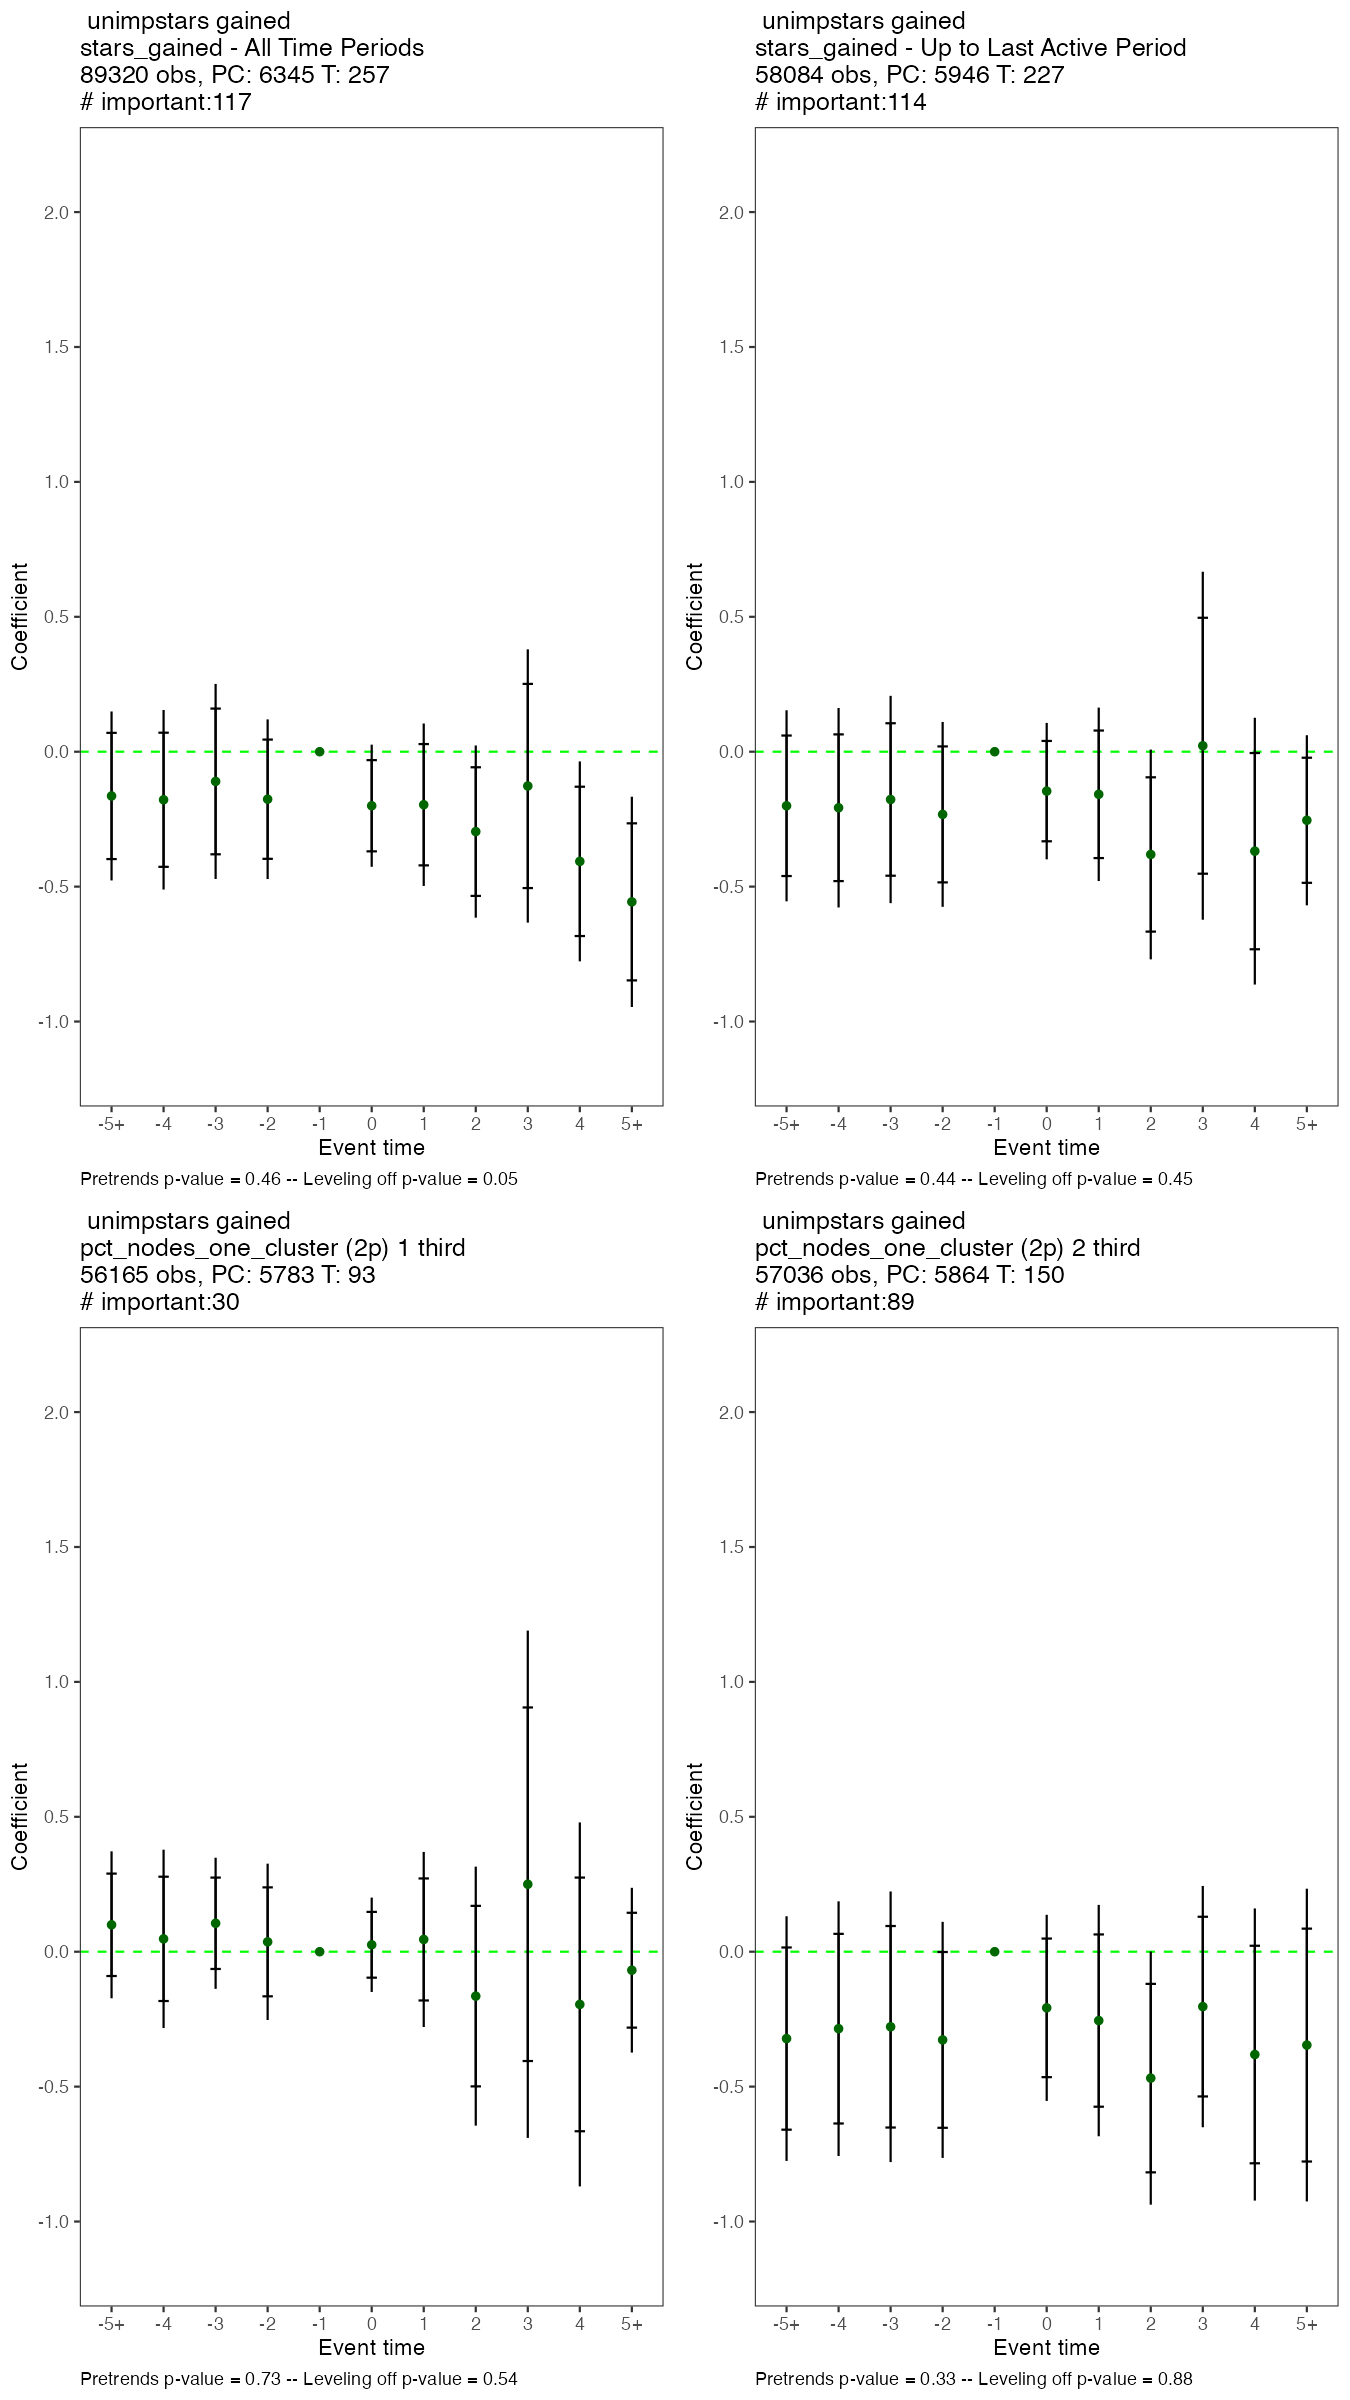 unimpstars gained
stars_gained - All Time Periods
89320 obs, PC: 6345 T: 257
# important:117
Coefficient
2.0
1.5
1.0
0.5
0.0
-0.5
-1.0
-5+ -4 -3 -2 -1 0 1 2 3 4 5+
Event time
Pretrends p-value = 0.46 -- Leveling off p-value = 0.05
unimpstars gained
stars_gained - Up to Last Active Period
58084 obs, PC: 5946 T: 227
# important:114
Coefficient
2.0
1.5
1.0
0.5
0.0
-0.5
-1.0
-5+ -4 -3 -2 -1 0 1 2 3 4 5+
Event time
Pretrends p-value = 0.44 -- Leveling off p-value = 0.45
unimpstars gained
pct_nodes_one_cluster (2p) 1 third
56165 obs, PC: 5783 T: 93
# important:30
Coefficient
2.0
1.5
1.0
0.5
0.0
-0.5
-1.0
-5+ -4 -3 -2 -1 0 1 2 3 4 5+
Event time
Pretrends p-value = 0.73 -- Leveling off p-value = 0.54
unimpstars gained
pct_nodes_one_cluster (2p) 2 third
57036 obs, PC: 5864 T: 150
# important:89
Coefficient
2.0
1.5
1.0
0.5
0.0
-0.5
-1.0
-5+ -4 -3 -2 -1 0 1 2 3 4 5+
Event time
Pretrends p-value = 0.33 -- Leveling off p-value = 0.88